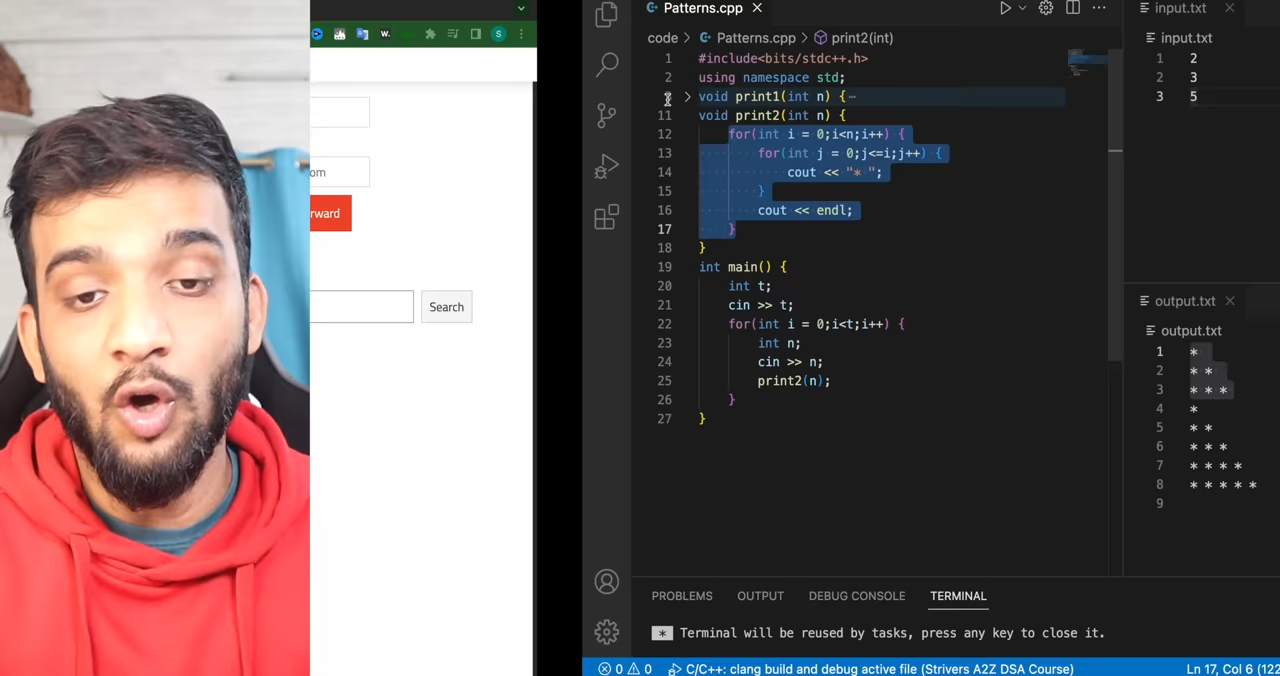 W.
S
om
rward
Search
Patterns.cpp
code > Patterns.cpp > print2(int)
1 #include<bits/stdc++.h>
2 using namespace std;
> void print1(int n) {⋯
11 void print2(int n) {
12 for(int i = 0;i<n;i++) {
13 for(int j = 0;j<=i;j++) {
14 cout << "* ";
15 }
16 cout << endl;
17 }
18 }
19 int main() {
20 int t;
21 cin >> t;
22 for(int i = 0;i<t;i++) {
23 int n;
24 cin >> n;
25 print2(n);
26 }
27 }
input.txt
input.txt
1 2
2 3
3 5
output.txt
output.txt
1 *
2 * *
3 * * *
4 *
5 * *
6 * * *
7 * * * *
8 * * * * *
9
PROBLEMS OUTPUT DEBUG CONSOLE TERMINAL
* Terminal will be reused by tasks, press any key to close it.
0 0 C/C++: clang build and debug active file (Strivers A2Z DSA Course) Ln 17, Col 6 (122